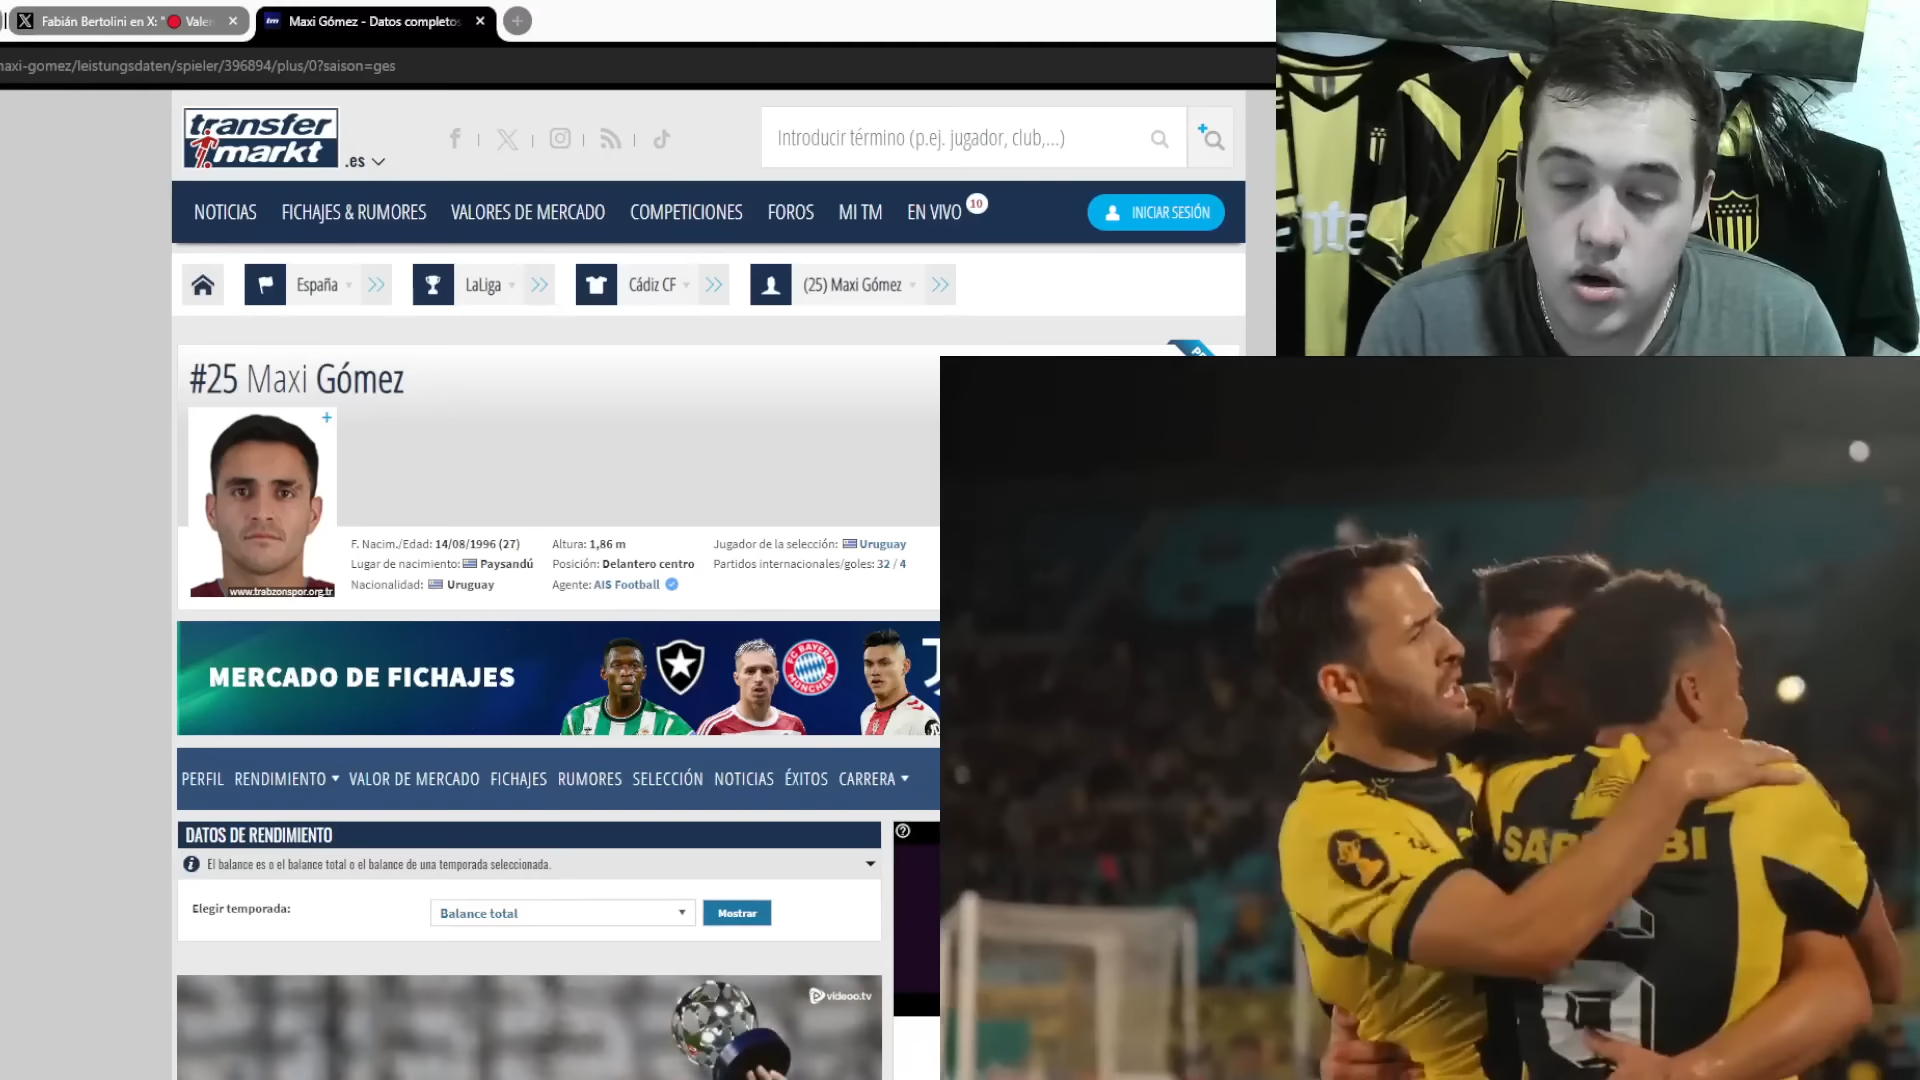 Fabián Bertolini en X: "🔴 Valen
Maxi Gómez - Datos completos
maxi-gomez/leistungsdaten/spieler/396894/plus/0?saison=ges
transfer
markt
.es
Introducir término (p.ej. jugador, club,...)
NOTICIAS FICHAJES & RUMORES VALORES DE MERCADO COMPETICIONES FOROS MI TM EN VIVO 10 INICIAR SESIÓN
España LaLiga Cádiz CF (25) Maxi Gómez
#25 Maxi Gómez
www.trabzonspor.org.tr
F. Nacim./Edad: 14/08/1996 (27) Altura: 1,86 m Jugador de la selección: Uruguay
Lugar de nacimiento: Paysandú Posición: Delantero centro Partidos internacionales/goles: 32 / 4
Nacionalidad: Uruguay Agente: AIS Football
MERCADO DE FICHAJES
FC BAYERN
MÜNCHEN
PERFIL RENDIMIENTO VALOR DE MERCADO FICHAJES RUMORES SELECCIÓN NOTICIAS ÉXITOS CARRERA
DATOS DE RENDIMIENTO
El balance es o el balance total o el balance de una temporada seleccionada.
Elegir temporada: Balance total Mostrar
videoo.tv